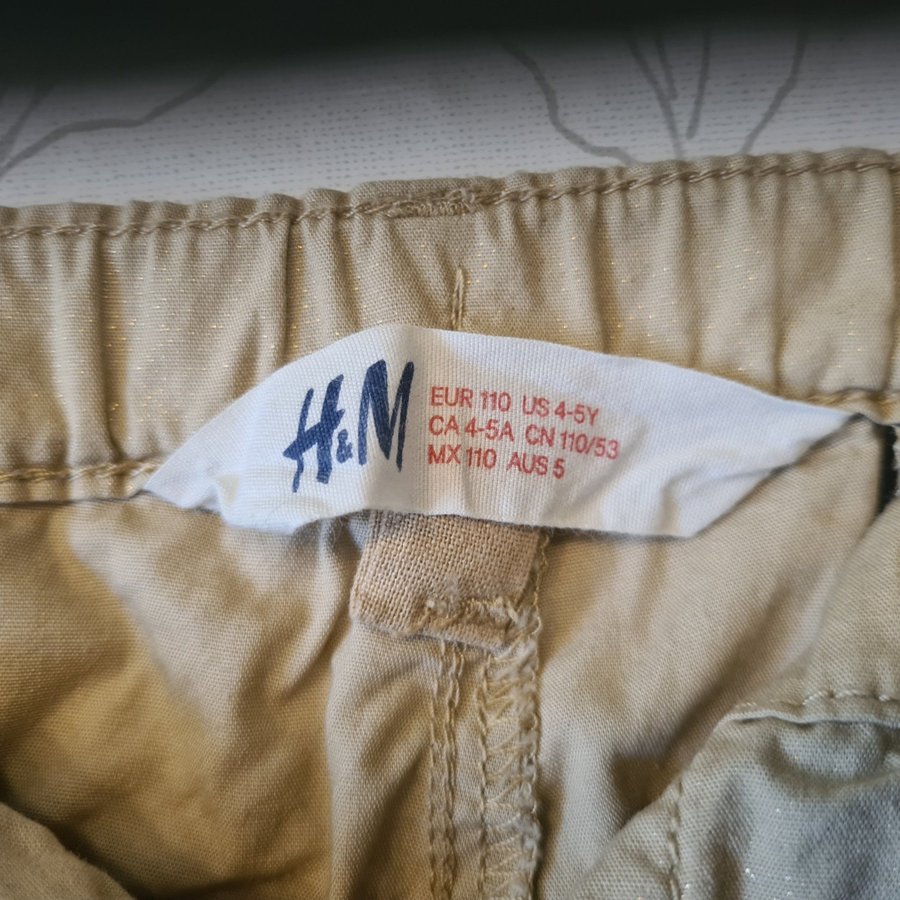 H&M
EUR 110 US 4-5Y
CA 4-5A CN 110/53
MX 110 AUS 5